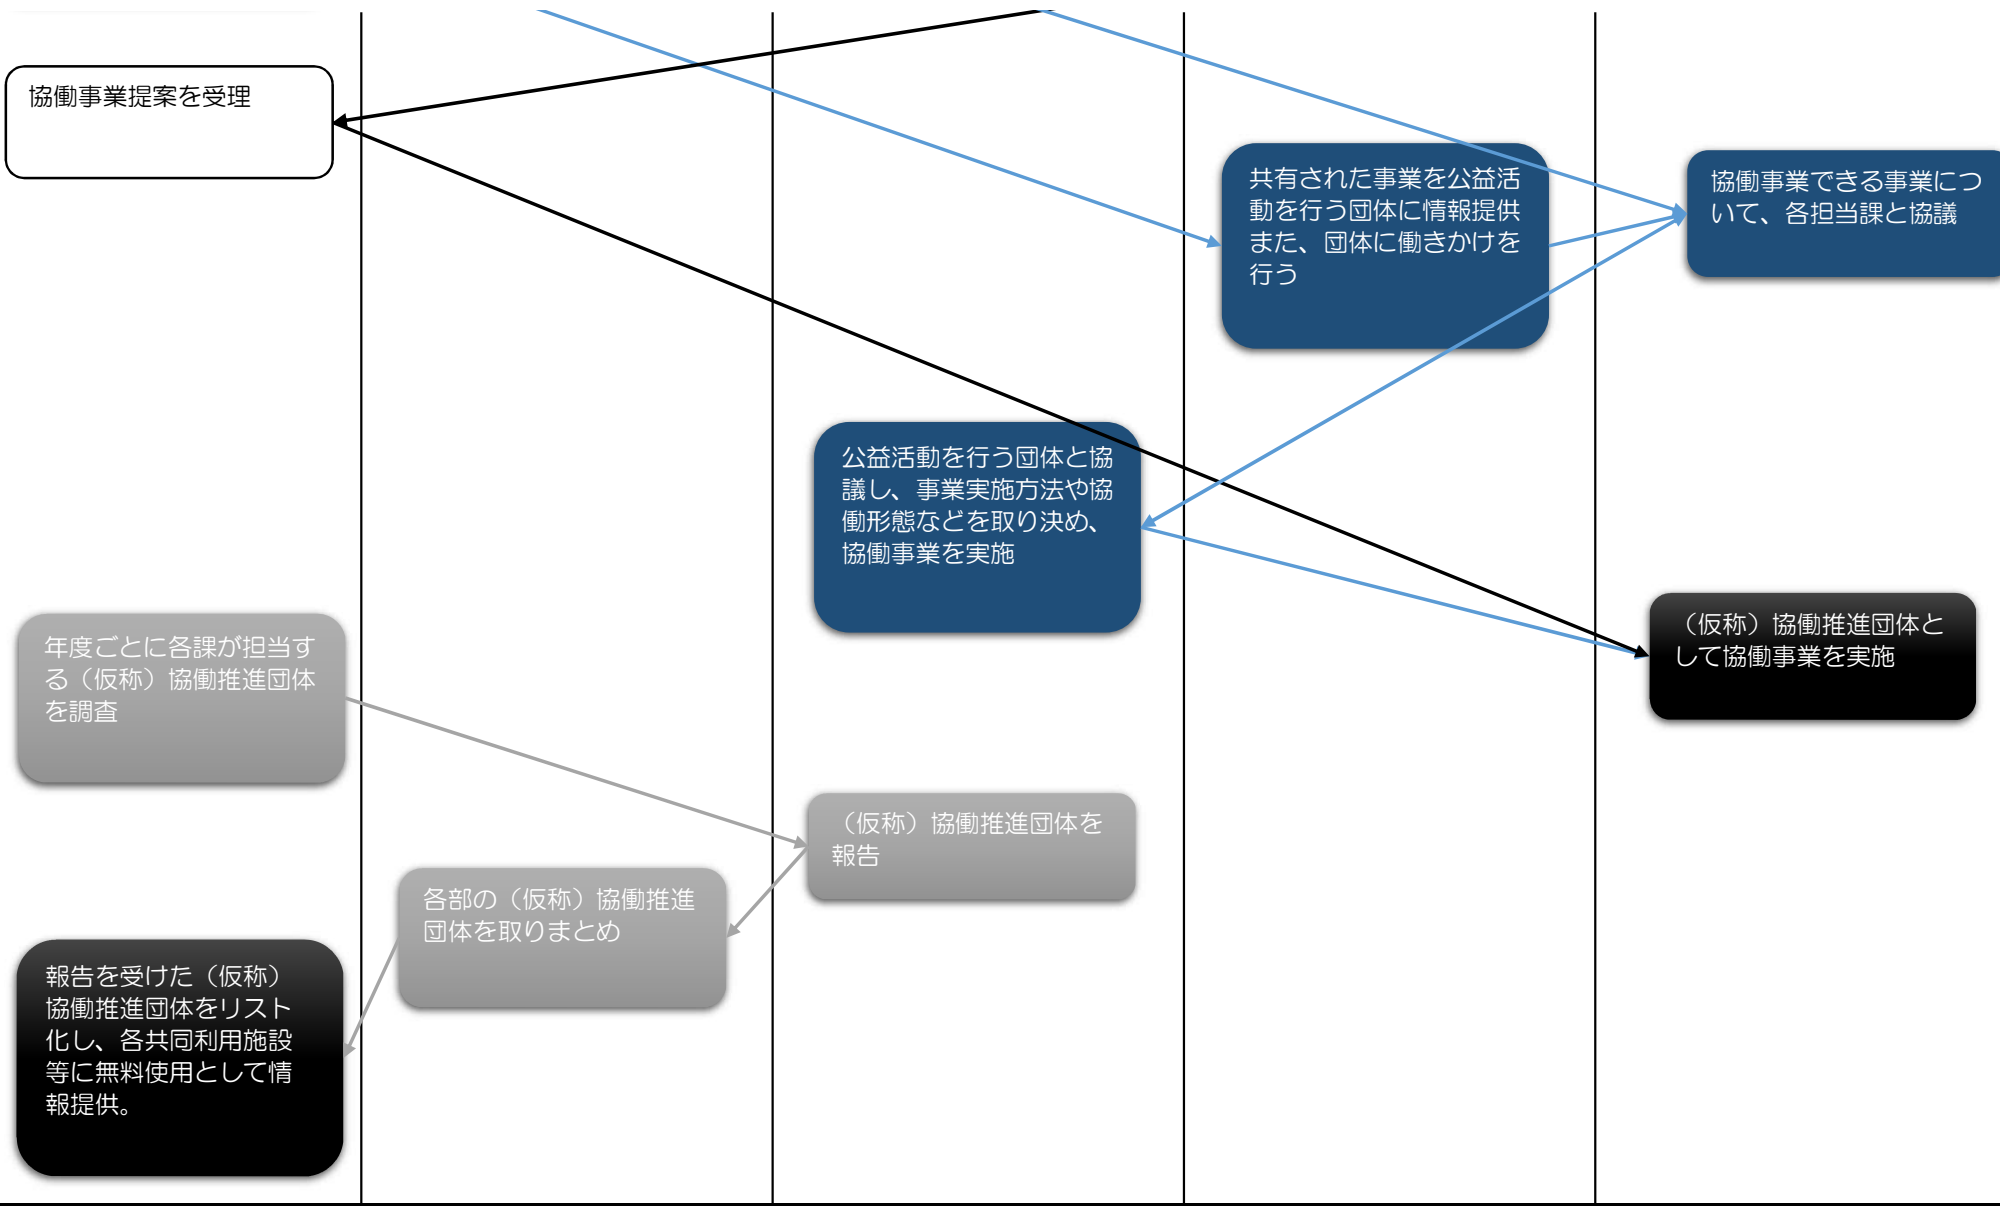 協働事業提案を受理
共有された事業を公益活
動を行う団体に情報提供
また、団体に働きかけを
行う
協働事業できる事業につ
いて、各担当課と協議
公益活動を行う団体と協
議し、事業実施方法や協
働形態などを取り決め、
協働事業を実施
（仮称）協働推進団体と
して協働事業を実施
年度ごとに各課が担当す
る（仮称）協働推進団体
を調査
（仮称）協働推進団体を
報告
各部の（仮称）協働推進
団体を取りまとめ
報告を受けた（仮称）
協働推進団体をリスト
化し、各共同利用施設
等に無料使用として情
報提供。